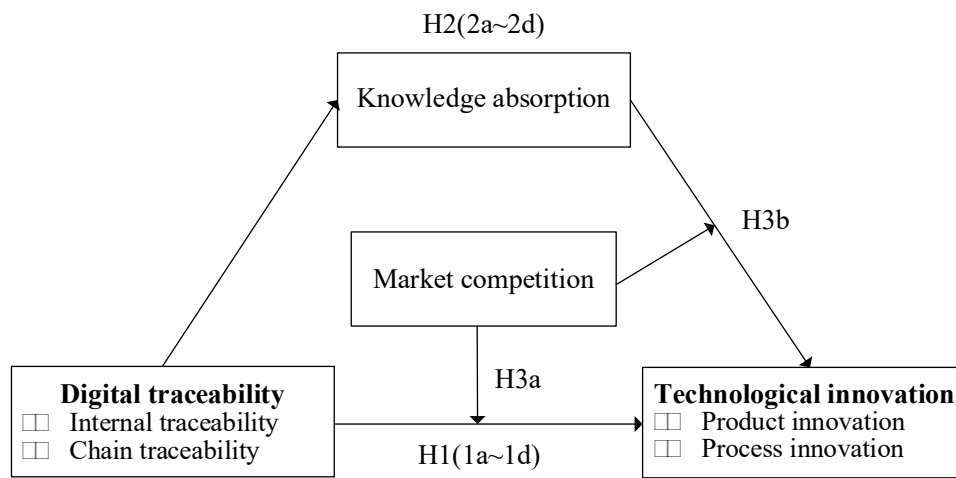 H2(2a~2d)
Knowledge absorption
H3b
Market competition
H3a
Digital traceability
□□ Internal traceability
□□ Chain traceability
H1(1a~1d)
Technological innovation
□□ Product innovation
□□ Process innovation